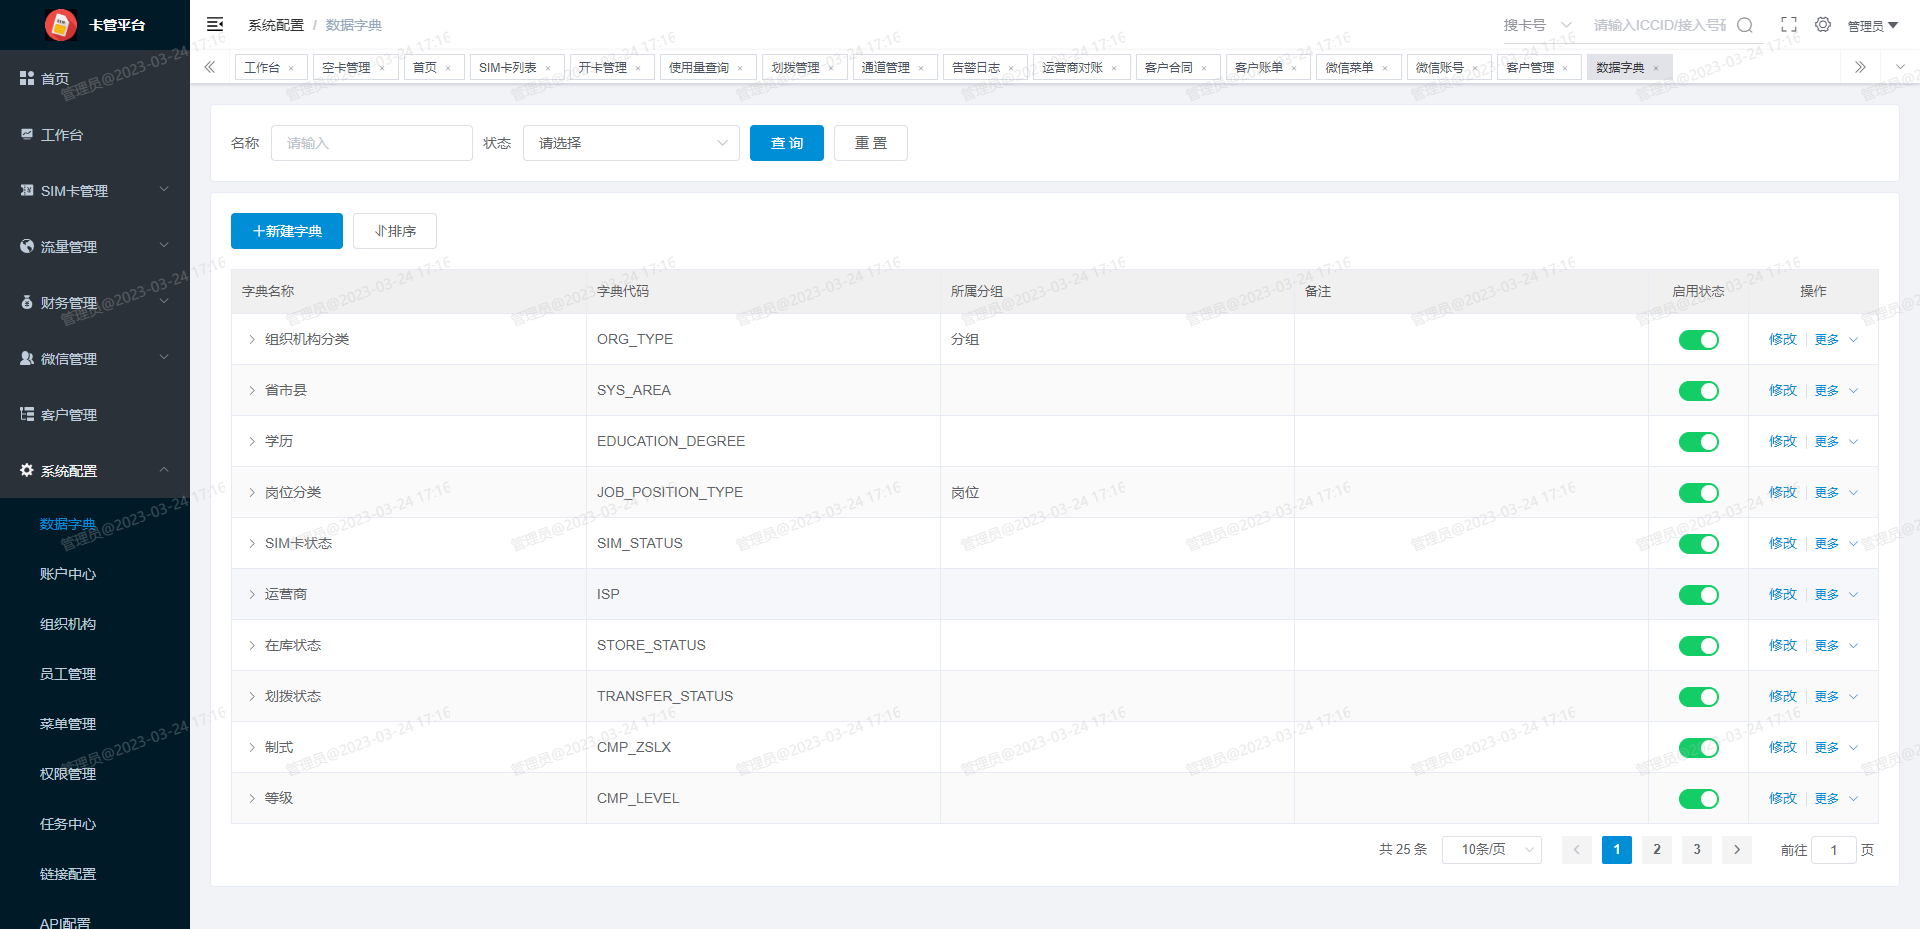 卡管平台
系统配置 / 数据字典
搜卡号 请输入ICCID/接入号码 管理员
工作台 × 空卡管理 × 首页 × SIM卡列表 × 开卡管理 × 使用量查询 × 划拨管理 × 通道管理 × 告警日志 × 运营商对账 × 客户合同 × 客户账单 × 微信菜单 × 微信账号 × 客户管理 × 数据字典 ×
首页
工作台
SIM卡管理
流量管理
财务管理
微信管理
客户管理
系统配置
数据字典
账户中心
组织机构
员工管理
菜单管理
权限管理
任务中心
链接配置
API配置
名称 请输入 状态 请选择 查 询 重 置
新建字典 排序
字典名称 字典代码 所属分组 备注 启用状态 操作
组织机构分类 ORG_TYPE 分组 修改 更多
省市县 SYS_AREA 修改 更多
学历 EDUCATION_DEGREE 修改 更多
岗位分类 JOB_POSITION_TYPE 岗位 修改 更多
SIM卡状态 SIM_STATUS 修改 更多
运营商 ISP 修改 更多
在库状态 STORE_STATUS 修改 更多
划拨状态 TRANSFER_STATUS 修改 更多
制式 CMP_ZSLX 修改 更多
等级 CMP_LEVEL 修改 更多
共 25 条 10条/页 1 2 3 前往 1 页
管理员@2023-03-24 17:16